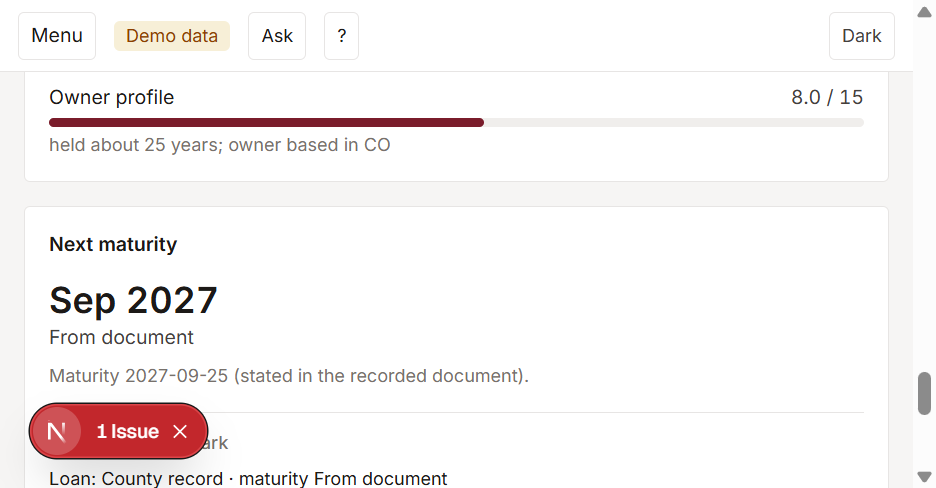 Menu
Demo data
Ask
?
Dark
Owner profile
8.0 / 15
held about 25 years; owner based in CO
Next maturity
Sep 2027
From document
Maturity 2027-09-25 (stated in the recorded document).
N
1 Issue
Loan: County record · maturity From document